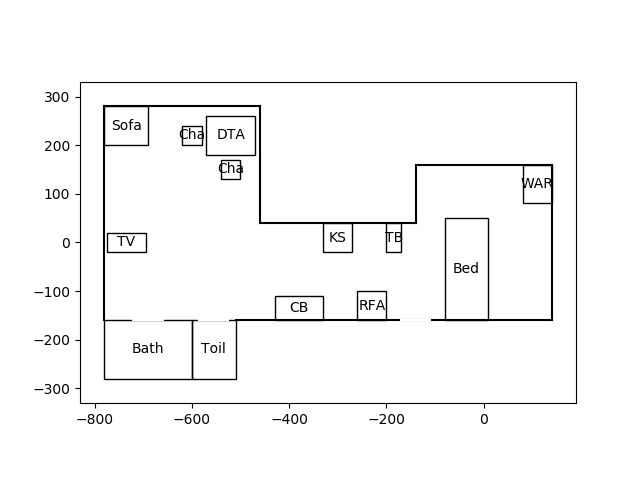 300
200
100
0
−100
−200
−300
Sofa
Cha
DTA
Cha
WAR
TV
KS
TB
Bed
CB
RFA
Bath
Toil
−800
−600
−400
−200
0